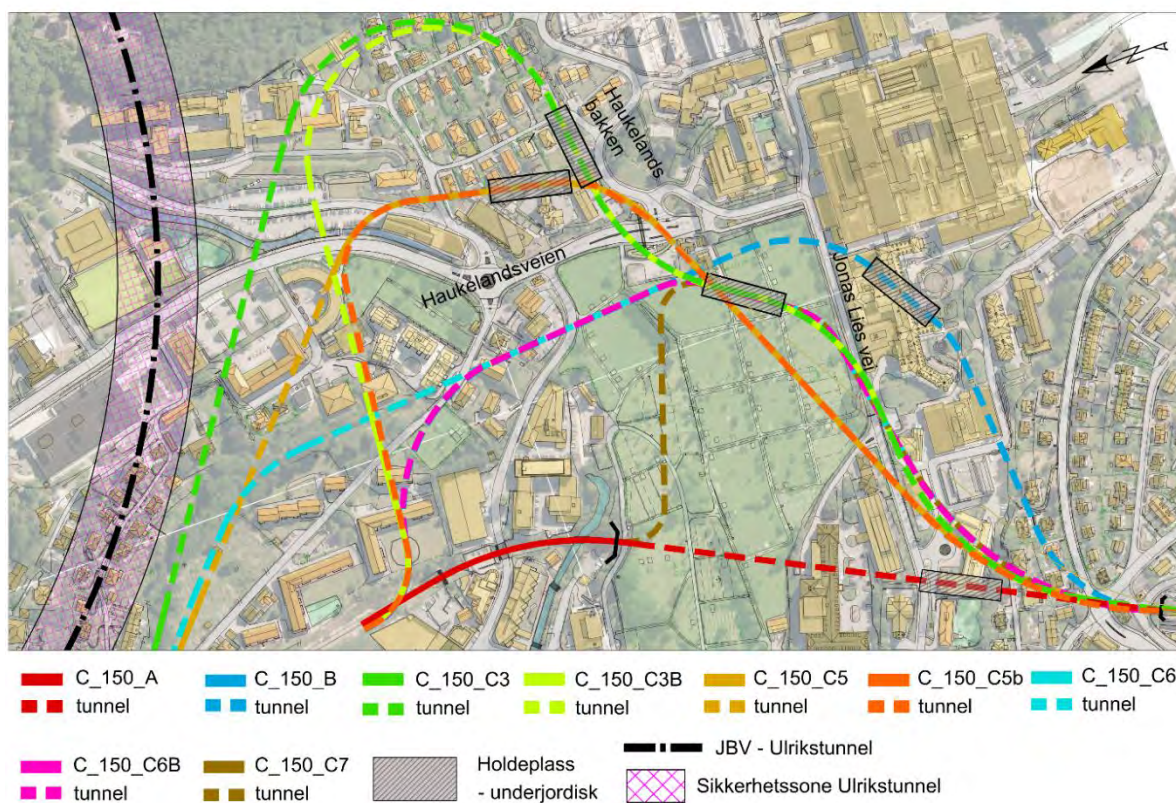 Haukelands
bakken
Haukelandsveien
Jonas Lies vei
N
C_150_A
tunnel
C_150_B
tunnel
C_150_C3
tunnel
C_150_C3B
tunnel
C_150_C5
tunnel
C_150_C5b
tunnel
C_150_C6
tunnel
C_150_C6B
tunnel
C_150_C7
tunnel
Holdeplass
- underjordisk
JBV - Ulrikstunnel
Sikkerhetssone Ulrikstunnel